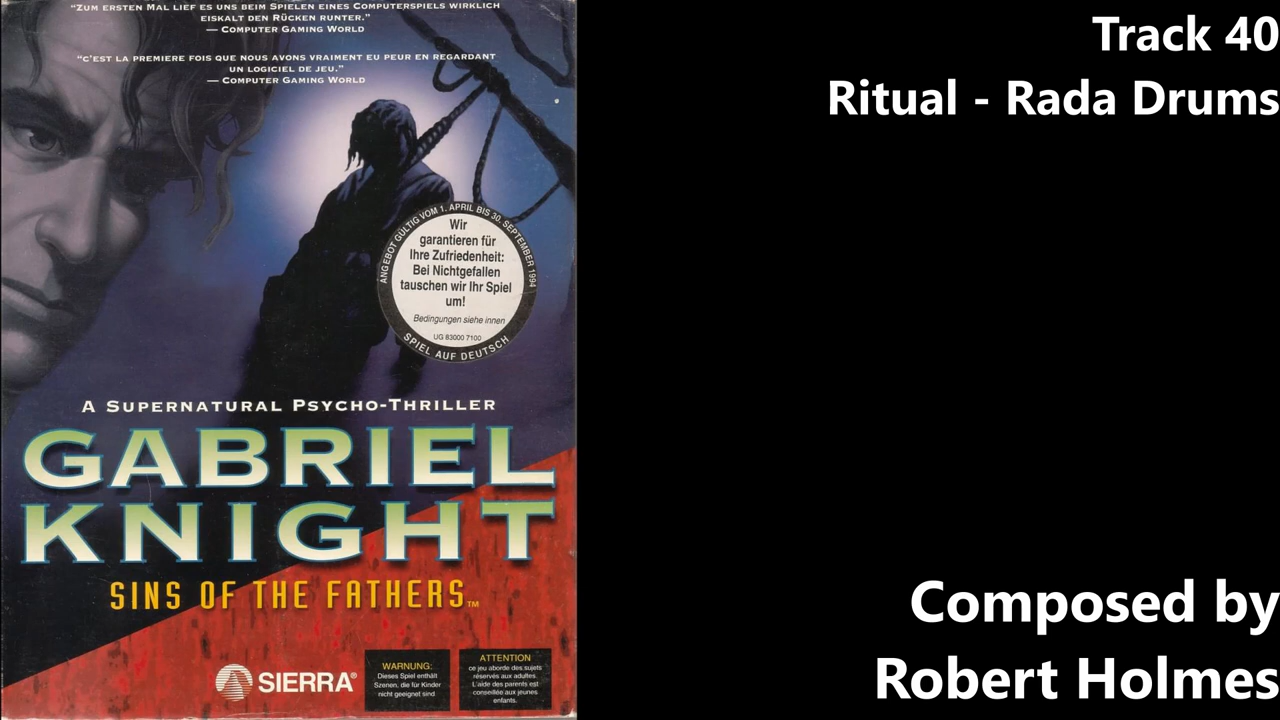 “Zum ersten Mal lief es uns beim Spielen eines Computerspiels wirklich
eiskalt den Rücken runter.”
— Computer Gaming World
“c'est la premiere fois que nous avons vraiment eu peur en regardant
un logiciel de jeu.”
— Computer Gaming World
ANGEBOT GÜLTIG VOM 1. APRIL BIS 30. SEPTEMBER 1994
Wir
garantieren für
Ihre Zufriedenheit:
Bei Nichtgefallen
tauschen wir Ihr Spiel
um!
Bedingungen siehe innen
UG 83000 7100
SPIEL AUF DEUTSCH
A Supernatural Psycho-Thriller
GABRIEL
KNIGHT
SINS OF THE FATHERS™
SIERRA®
WARNUNG:
Dieses Spiel enthält
Szenen, die für Kinder
nicht geeignet sind
ATTENTION
ce jeu aborde des sujets
réservés aux adultes.
L'aide des parents est
conseillée aux jeunes
enfants.
Track 40
Ritual - Rada Drums
Composed by
Robert Holmes